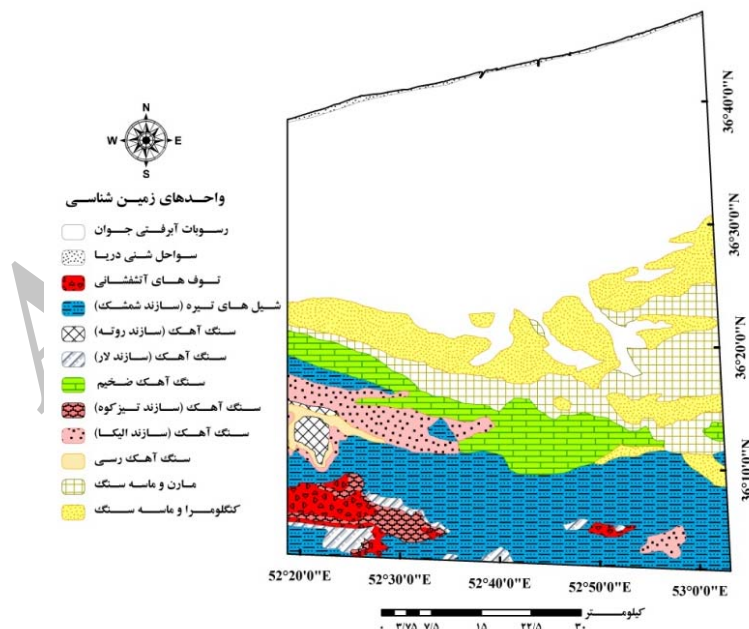 N
W
E
S
واحدهای زمین شناسی
رسوبات آبرفتی جوان
سواحل شنی دریا
توف های آتشفشانی
شیل های تیره (سازند شمشک)
سنگ آهک (سازند روته)
سنگ آهک (سازند لار)
سنگ آهک ضخیم
سنگ آهک (سازند تیزکوه)
سنگ آهک (سازند الیکا)
سنگ آهک رسی
مارن و ماسه سنگ
کنگلومرا و ماسه سنگ
36°40'0"N
36°30'0"N
36°20'0"N
36°10'0"N
52°20'0"E 52°30'0"E 52°40'0"E 52°50'0"E 53°0'0"E
کیلومتر
۰ ۳/۷۵ ۷/۵ ۱۵ ۲۲/۵ ۳۰